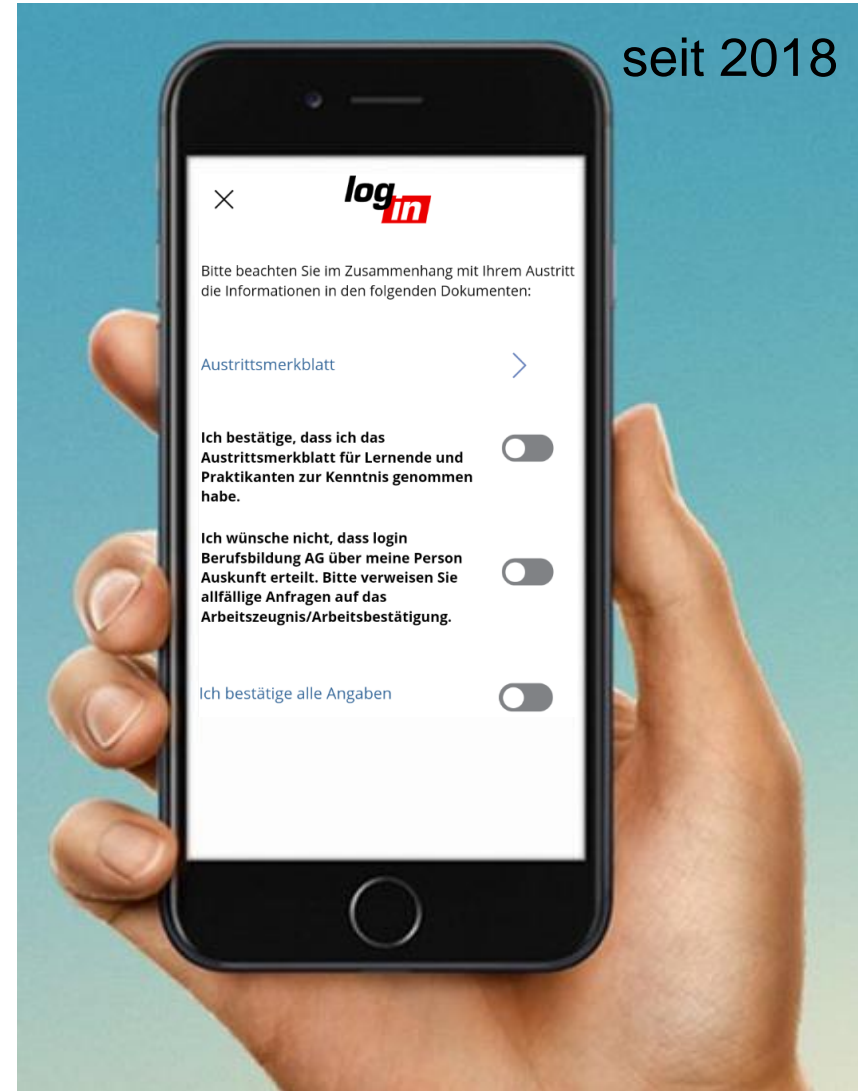 seit 2018
login
Bitte beachten Sie im Zusammenhang mit Ihrem Austritt
die Informationen in den folgenden Dokumenten:
Austrittsmerkblatt
Ich bestätige, dass ich das
Austrittsmerkblatt für Lernende und
Praktikanten zur Kenntnis genommen
habe.
Ich wünsche nicht, dass login
Berufsbildung AG über meine Person
Auskunft erteilt. Bitte verweisen Sie
allfällige Anfragen auf das
Arbeitszeugnis/Arbeitsbestätigung.
Ich bestätige alle Angaben